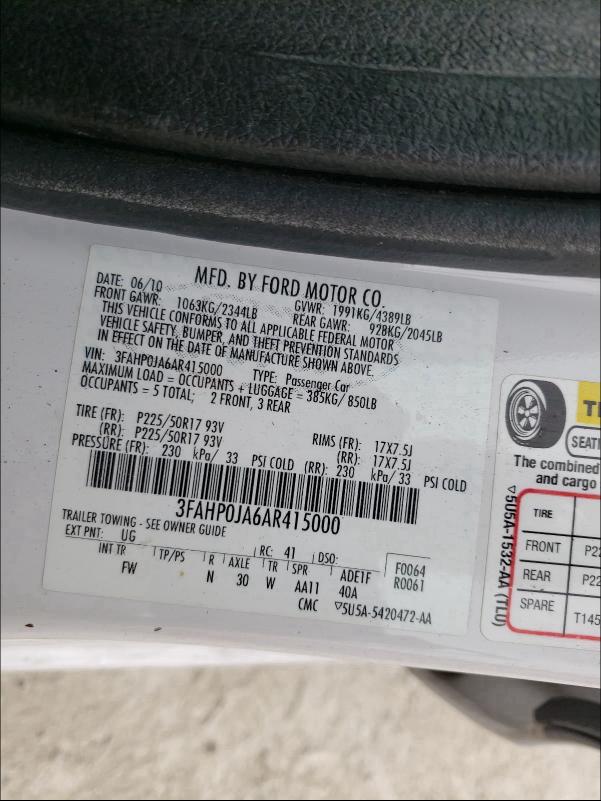 MFD. BY FORD MOTOR CO.
DATE: 06/10 GVWR: 1991KG/4389LB
FRONT GAWR: 1063KG/2344LB REAR GAWR: 928KG/2045LB
THIS VEHICLE CONFORMS TO ALL APPLICABLE FEDERAL MOTOR
VEHICLE SAFETY, BUMPER, AND THEFT PREVENTION STANDARDS
IN EFFECT ON THE DATE OF MANUFACTURE SHOWN ABOVE.
VIN: 3FAHP0JA6AR415000 TYPE: Passenger Car
MAXIMUM LOAD = OCCUPANTS + LUGGAGE = 385KG/ 850LB
OCCUPANTS = 5 TOTAL; 2 FRONT, 3 REAR
TIRE (FR): P225/50R17 93V RIMS (FR): 17X7.5J
(RR): P225/50R17 93V (RR): 17X7.5J
PRESSURE (FR): 230 kPa/ 33 PSI COLD (RR): 230 kPa/ 33 PSI COLD
3FAHP0JA6AR415000
TRAILER TOWING - SEE OWNER GUIDE
EXT PNT: UG RC: 41 DSO: F0064
INT TR TP/PS R AXLE TR SPR ADE1F R0061
FW N 30 W AA11 40A
CMC ▽5U5A-5420472-AA
SEATI
The combined
and cargo
TIRE
FRONT P22
REAR P22
SPARE T145
▽5U5A-1532-AA (TLU)